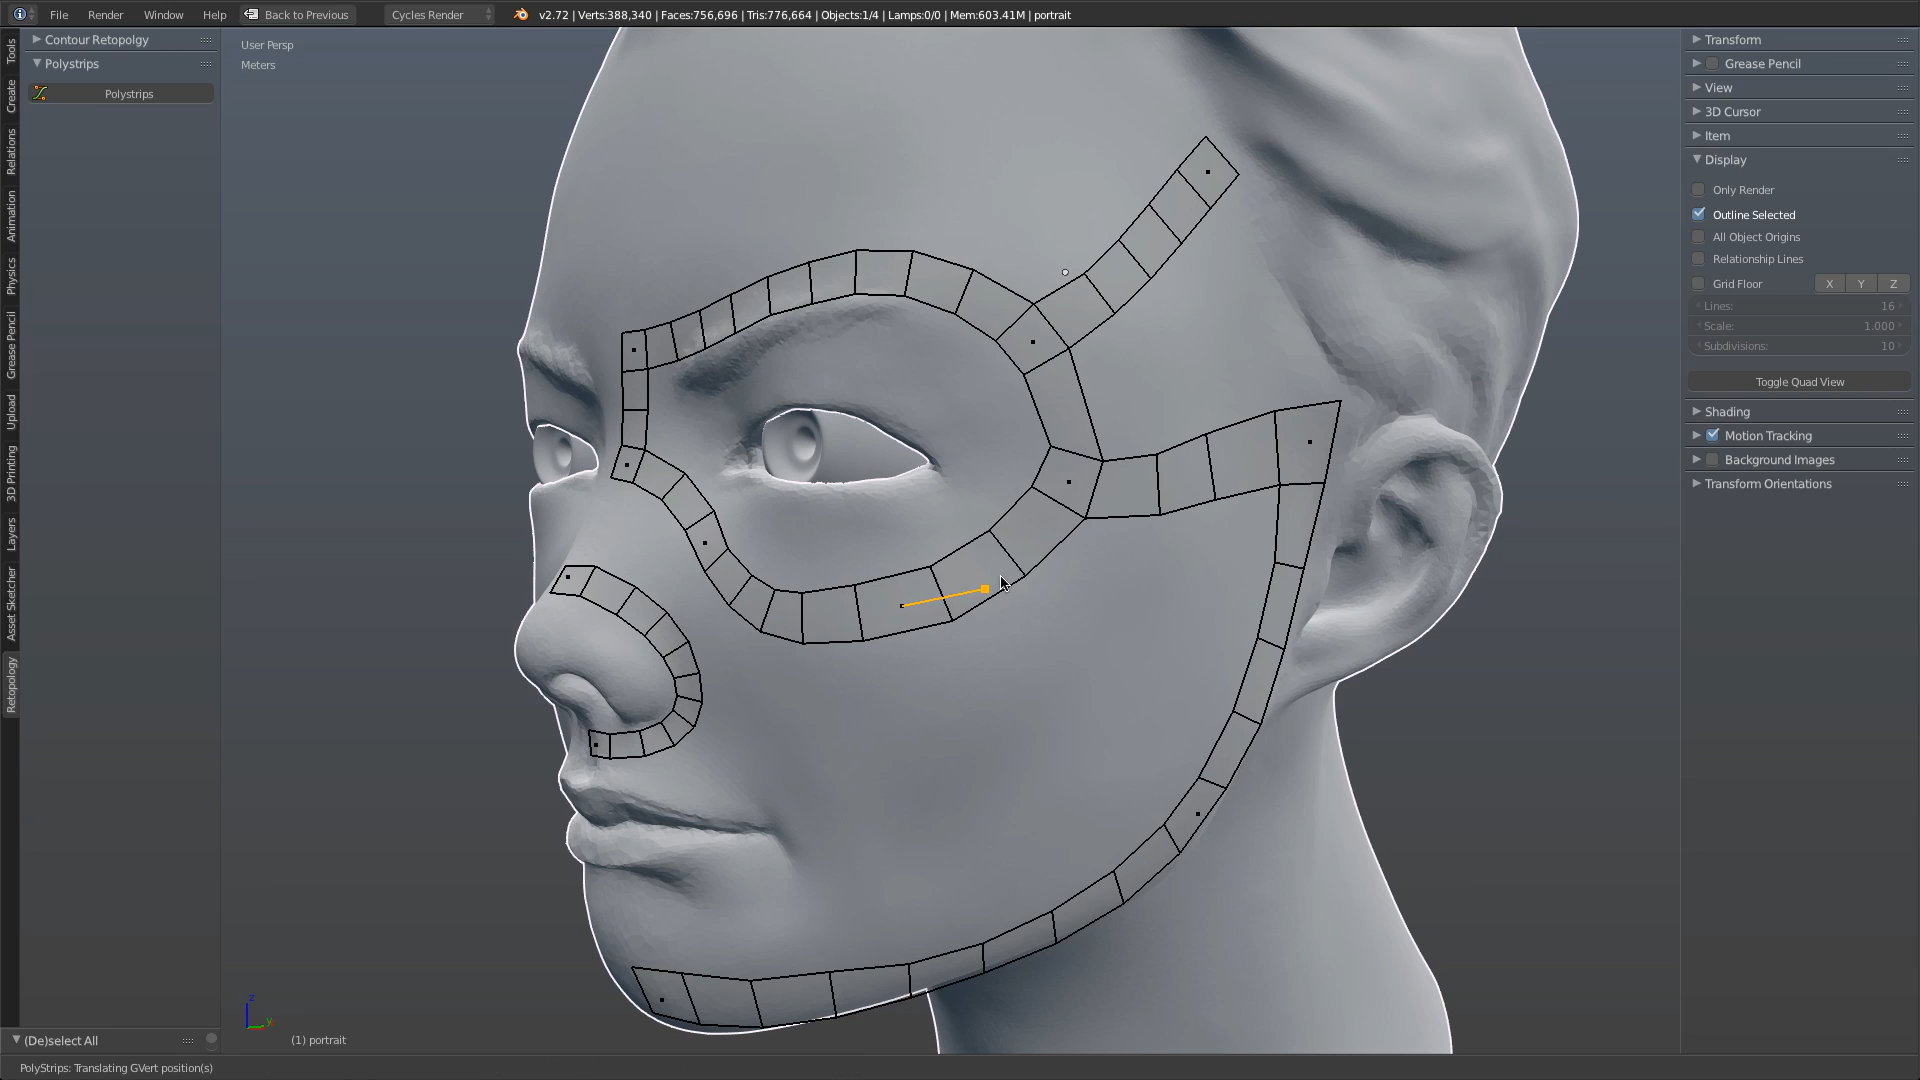 File Render Window Help Back to Previous Cycles Render v2.72 | Verts:388,340 | Faces:756,696 | Tris:776,664 | Objects:1/4 | Lamps:0/0 | Mem:603.41M | portrait
Tools
Create
Relations
Animation
Physics
Grease Pencil
Upload
3D Printing
Layers
Asset Sketcher
Retopology
Contour Retopolgy
Polystrips
Polystrips
(De)select All
User Persp
Meters
z
y
(1) portrait
Transform
Grease Pencil
View
3D Cursor
Item
Display
Only Render
Outline Selected
All Object Origins
Relationship Lines
Grid Floor X Y Z
Lines: 16
Scale: 1.000
Subdivisions: 10
Toggle Quad View
Shading
Motion Tracking
Background Images
Transform Orientations
PolyStrips: Translating GVert position(s)